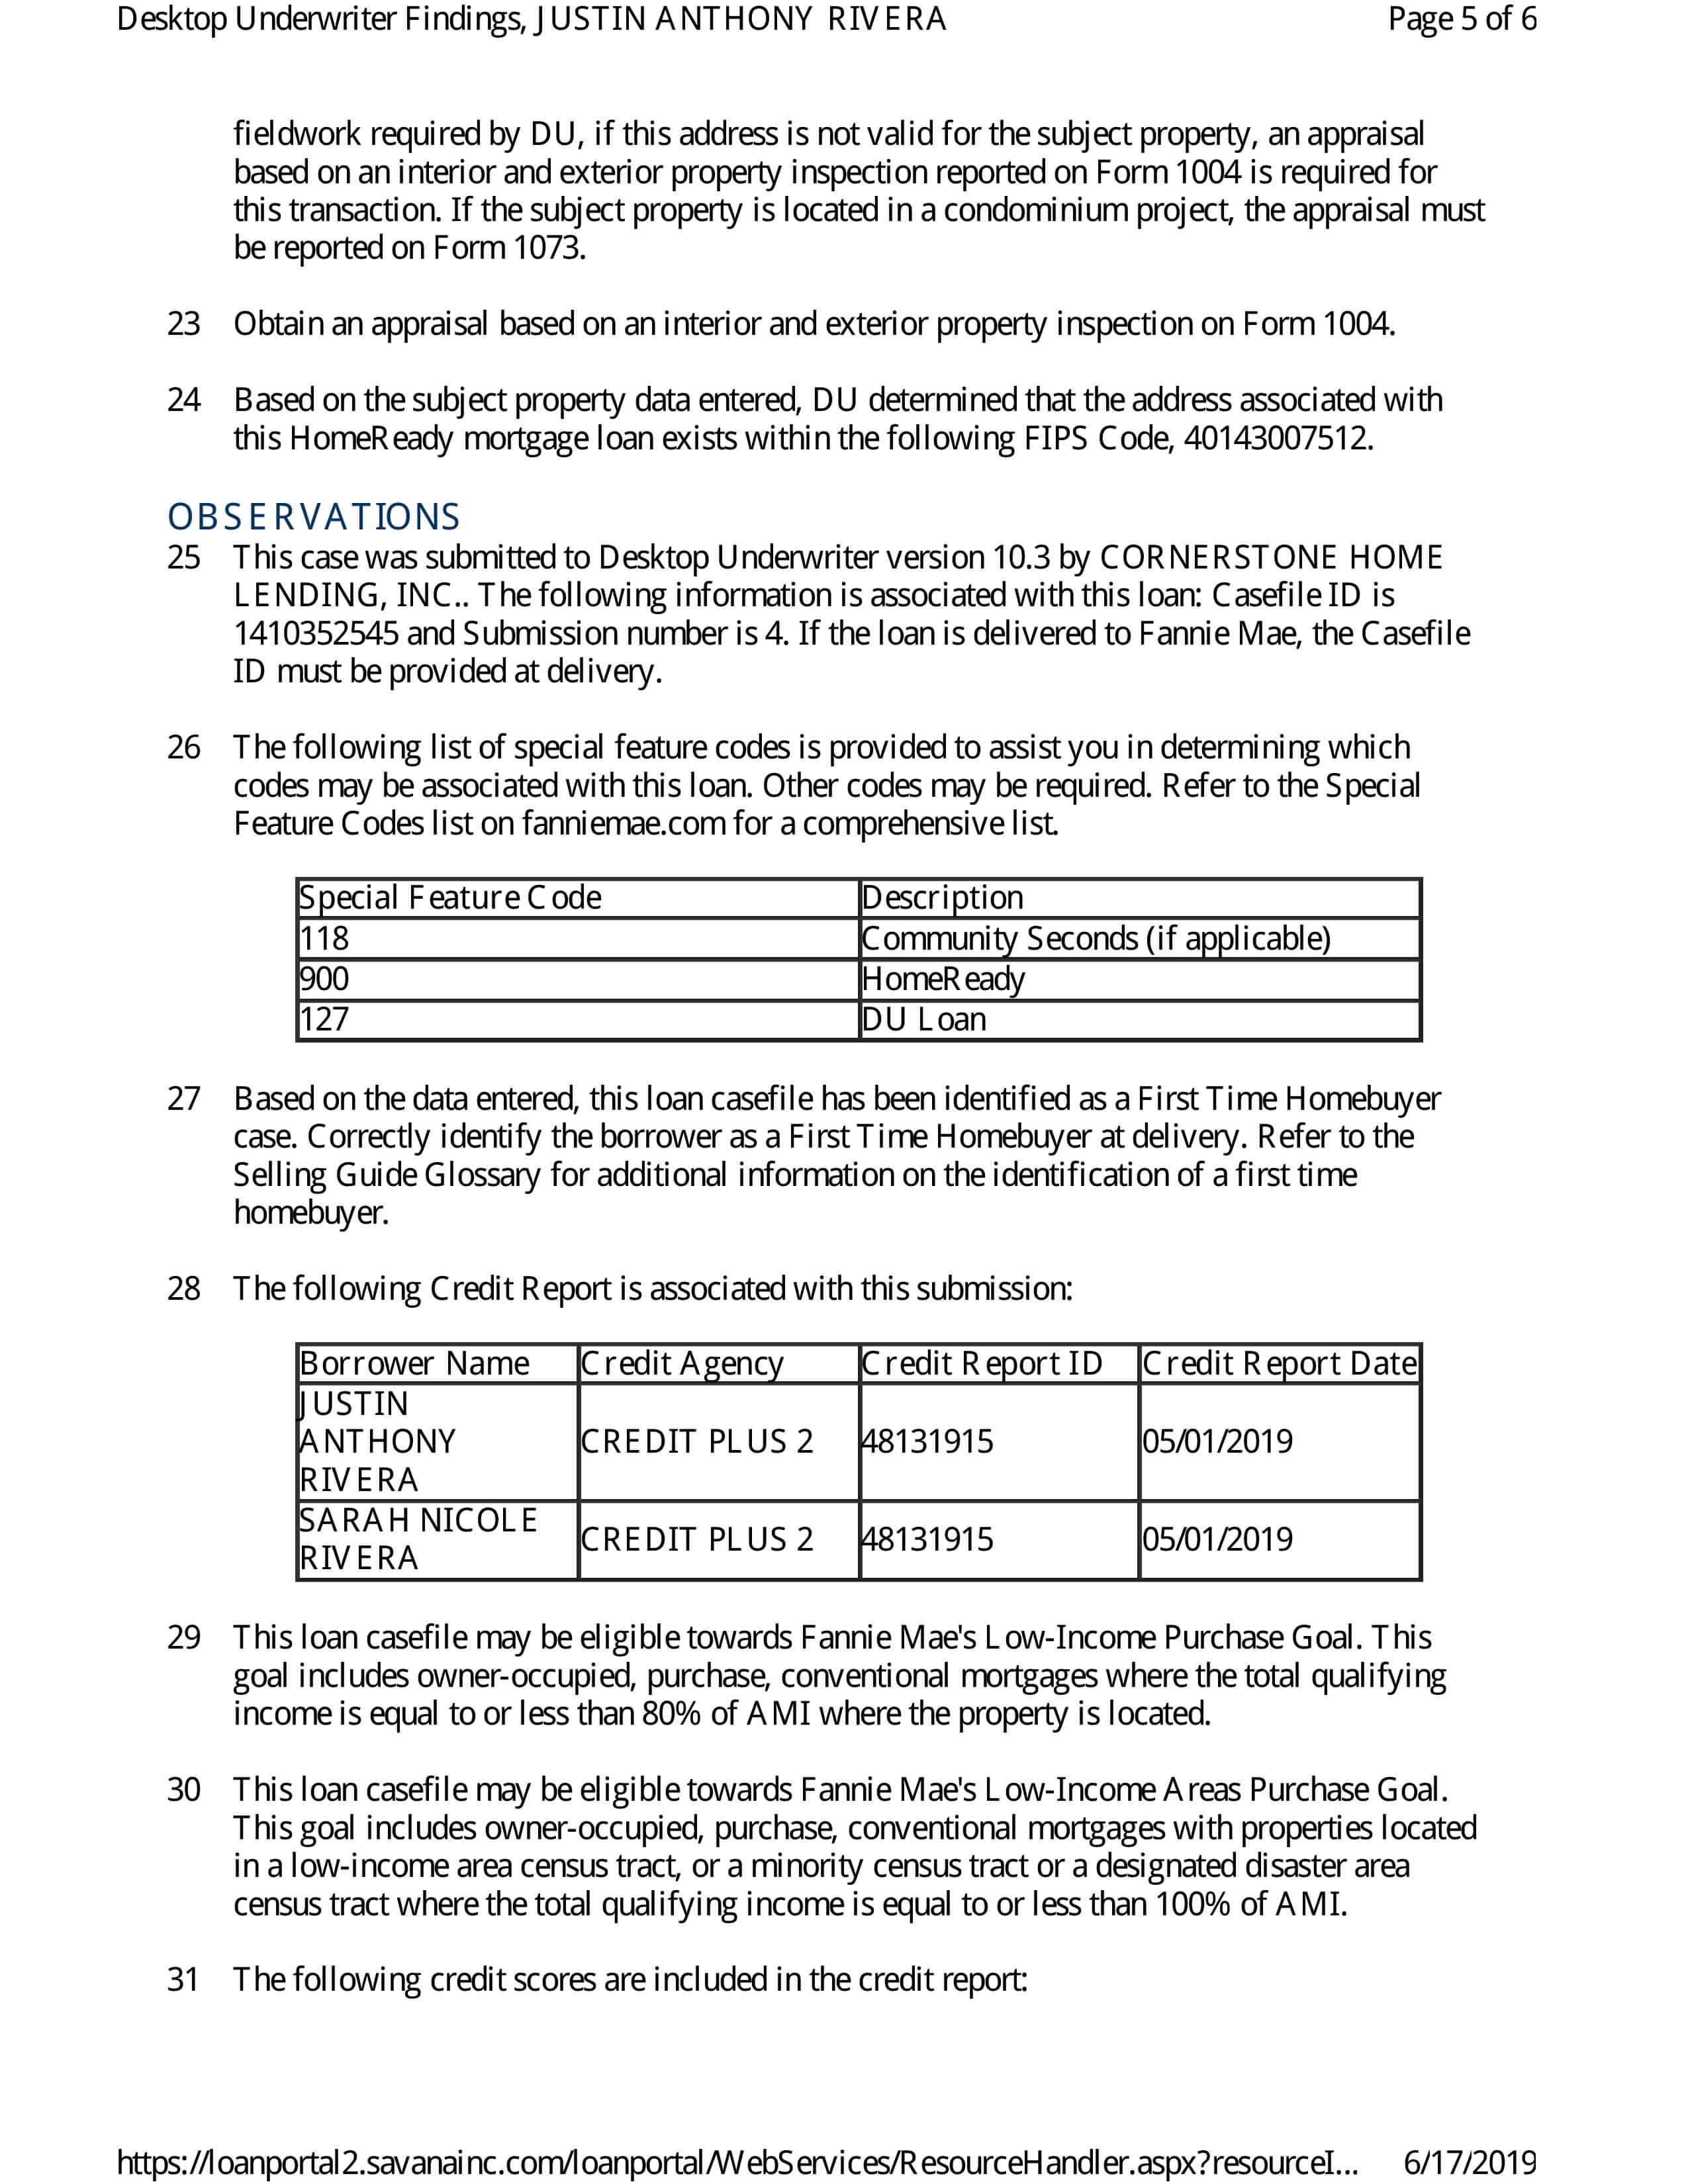 Desktop Underwriter Findings, JUSTIN ANTHONY RIVERA Page 5 of 6
fieldwork required by DU, if this address is not valid for the subject property, an appraisal
based on an interior and exterior property inspection reported on Form 1004 is required for
this transaction. If the subject property is located in a condominium project, the appraisal must
be reported on Form 1073.
23 Obtain an appraisal based on an interior and exterior property inspection on Form 1004.
24 Based on the subject property data entered, DU determined that the address associated with
this HomeReady mortgage loan exists within the following FIPS Code, 40143007512.
OBSERVATIONS
25 This case was submitted to Desktop Underwriter version 10.3 by CORNERSTONE HOME
LENDING, INC.. The following information is associated with this loan: Casefile ID is
1410352545 and Submission number is 4. If the loan is delivered to Fannie Mae, the Casefile
ID must be provided at delivery.
26 The following list of special feature codes is provided to assist you in determining which
codes may be associated with this loan. Other codes may be required. Refer to the Special
Feature Codes list on fanniemae.com for a comprehensive list.
Special Feature Code Description
118 Community Seconds (if applicable)
900 HomeReady
127 DU Loan
27 Based on the data entered, this loan casefile has been identified as a First Time Homebuyer
case. Correctly identify the borrower as a First Time Homebuyer at delivery. Refer to the
Selling Guide Glossary for additional information on the identification of a first time
homebuyer.
28 The following Credit Report is associated with this submission:
Borrower Name Credit Agency Credit Report ID Credit Report Date
JUSTIN
ANTHONY CREDIT PLUS 2 48131915 05/01/2019
RIVERA
SARAH NICOLE
RIVERA CREDIT PLUS 2 48131915 05/01/2019
29 This loan casefile may be eligible towards Fannie Mae's Low-Income Purchase Goal. This
goal includes owner-occupied, purchase, conventional mortgages where the total qualifying
income is equal to or less than 80% of AMI where the property is located.
30 This loan casefile may be eligible towards Fannie Mae's Low-Income Areas Purchase Goal.
This goal includes owner-occupied, purchase, conventional mortgages with properties located
in a low-income area census tract, or a minority census tract or a designated disaster area
census tract where the total qualifying income is equal to or less than 100% of AMI.
31 The following credit scores are included in the credit report:
https://loanportal2.savanainc.com/loanportal/WebServices/ResourceHandler.aspx?resourceI... 6/17/2019